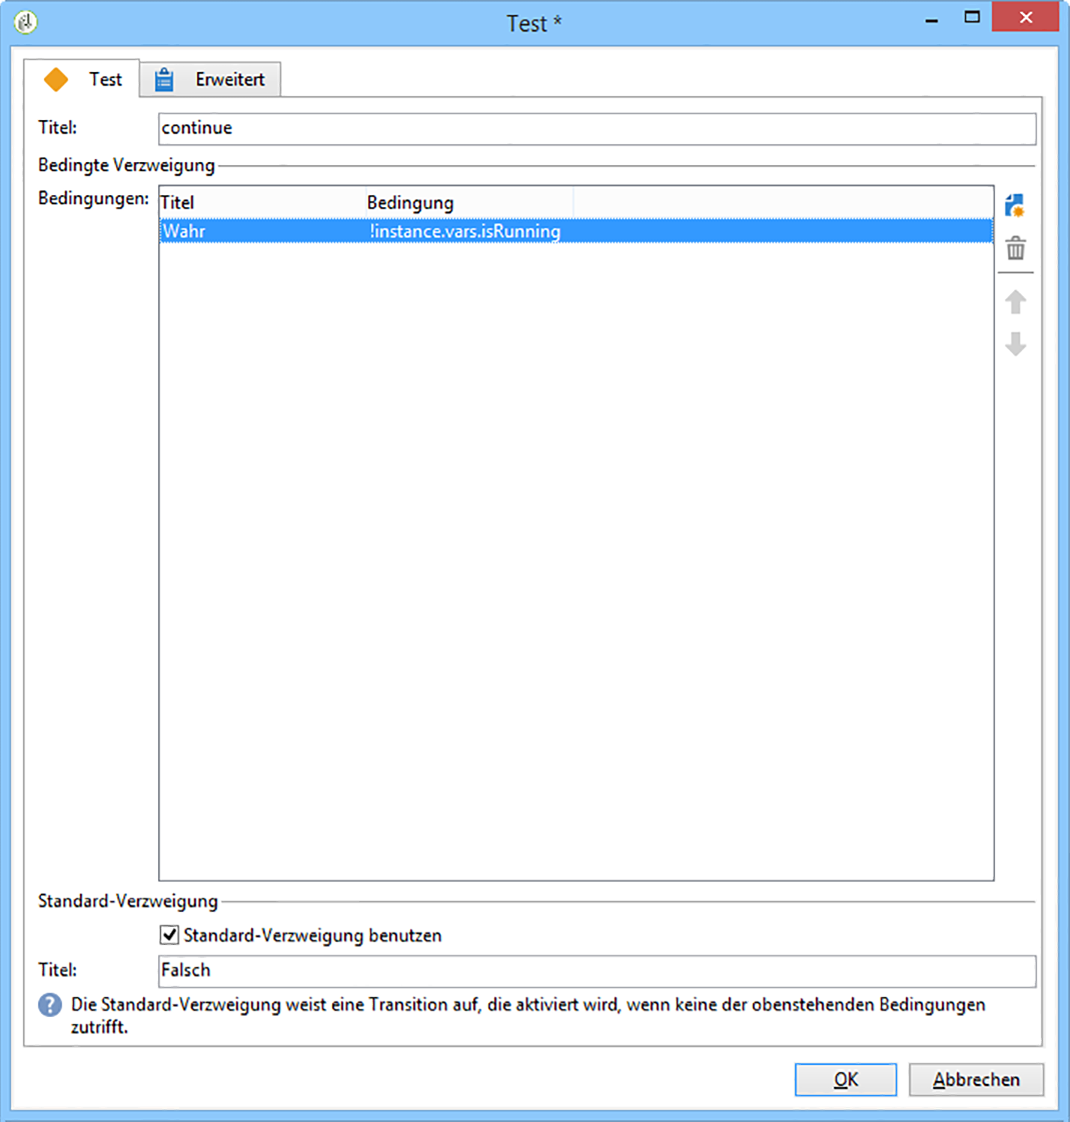 Test *
Test
Erweitert
Titel:
continue
Bedingte Verzweigung
Bedingungen:
Titel
Bedingung
Wahr
!instance.vars.isRunning
Standard-Verzweigung
Standard-Verzweigung benutzen
Titel:
Falsch
Die Standard-Verzweigung weist eine Transition auf, die aktiviert wird, wenn keine der obenstehenden Bedingungen
zutrifft.
OK
Abbrechen